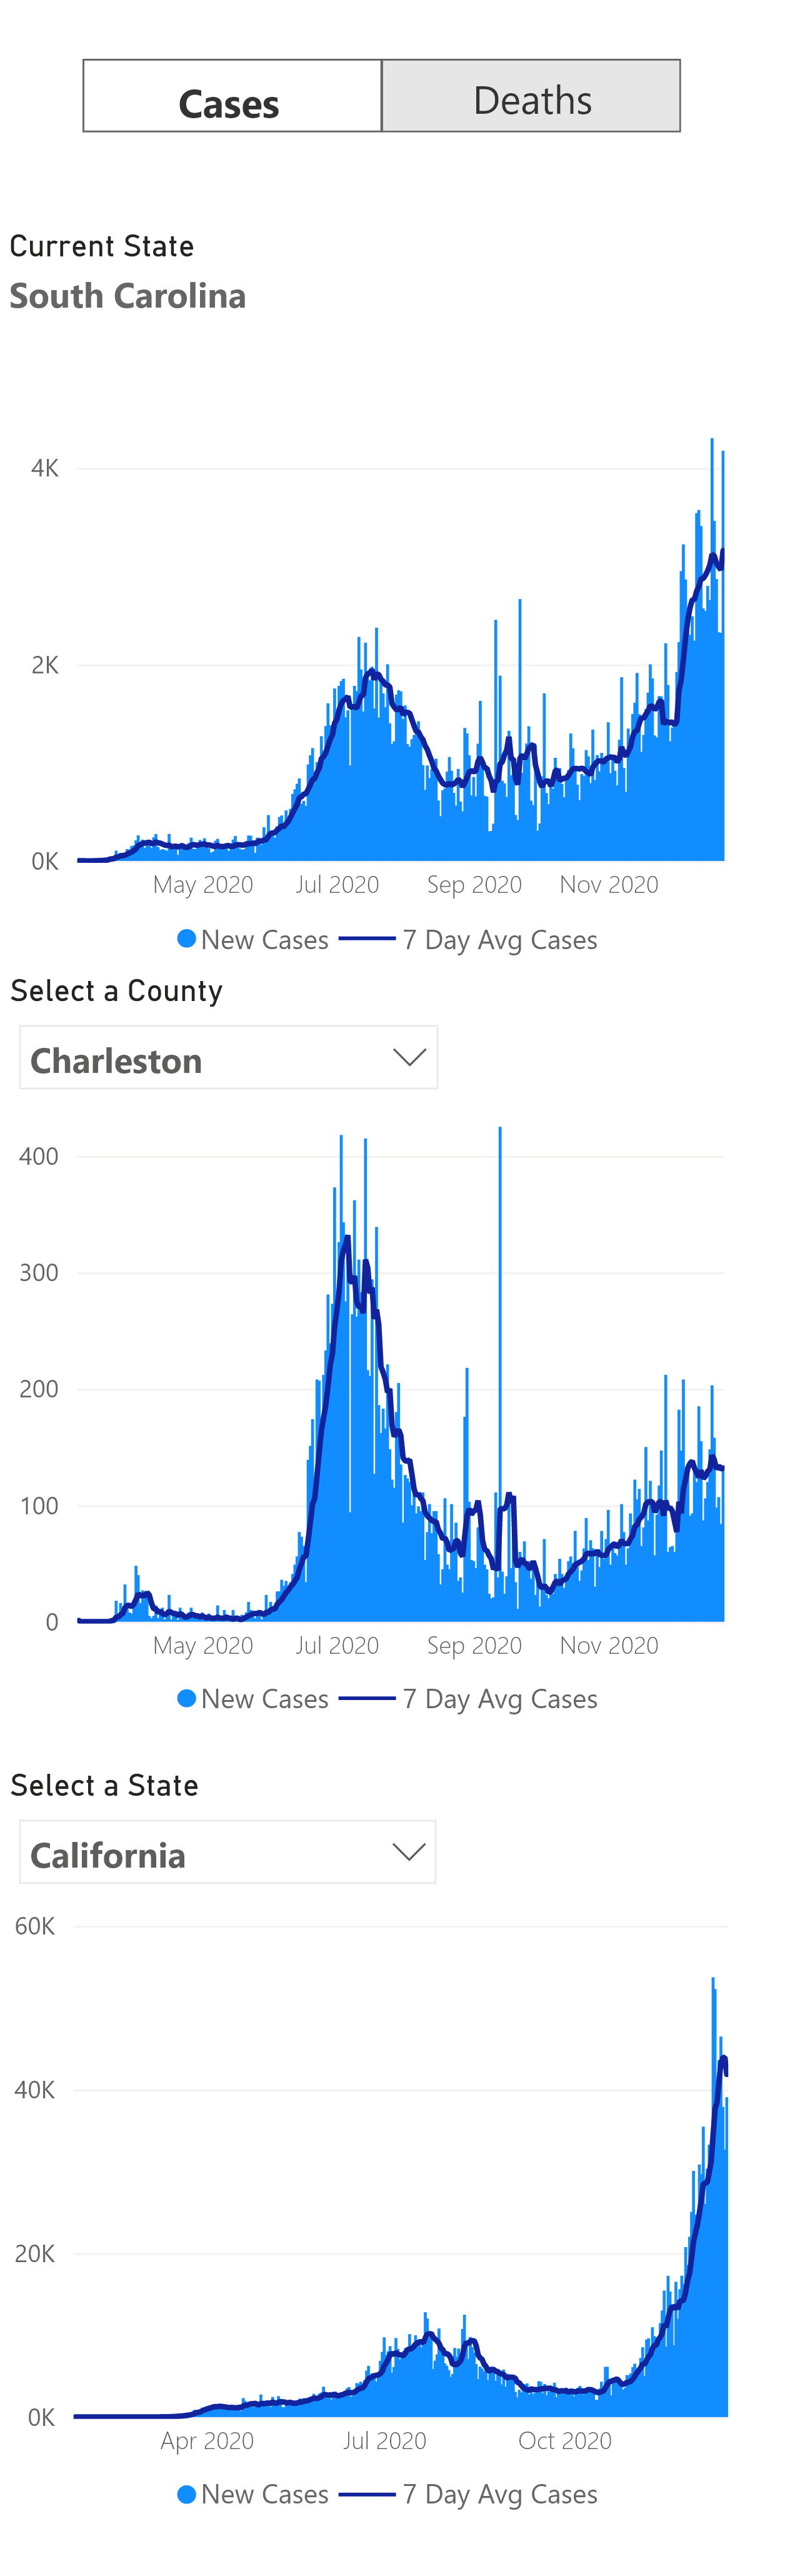 Cases Deaths
Current State
South Carolina
4K
2K
0K
May 2020 Jul 2020 Sep 2020 Nov 2020
New Cases 7 Day Avg Cases
Select a County
Charleston
400
300
200
100
0
May 2020 Jul 2020 Sep 2020 Nov 2020
New Cases 7 Day Avg Cases
Select a State
California
60K
40K
20K
0K
Apr 2020 Jul 2020 Oct 2020
New Cases 7 Day Avg Cases